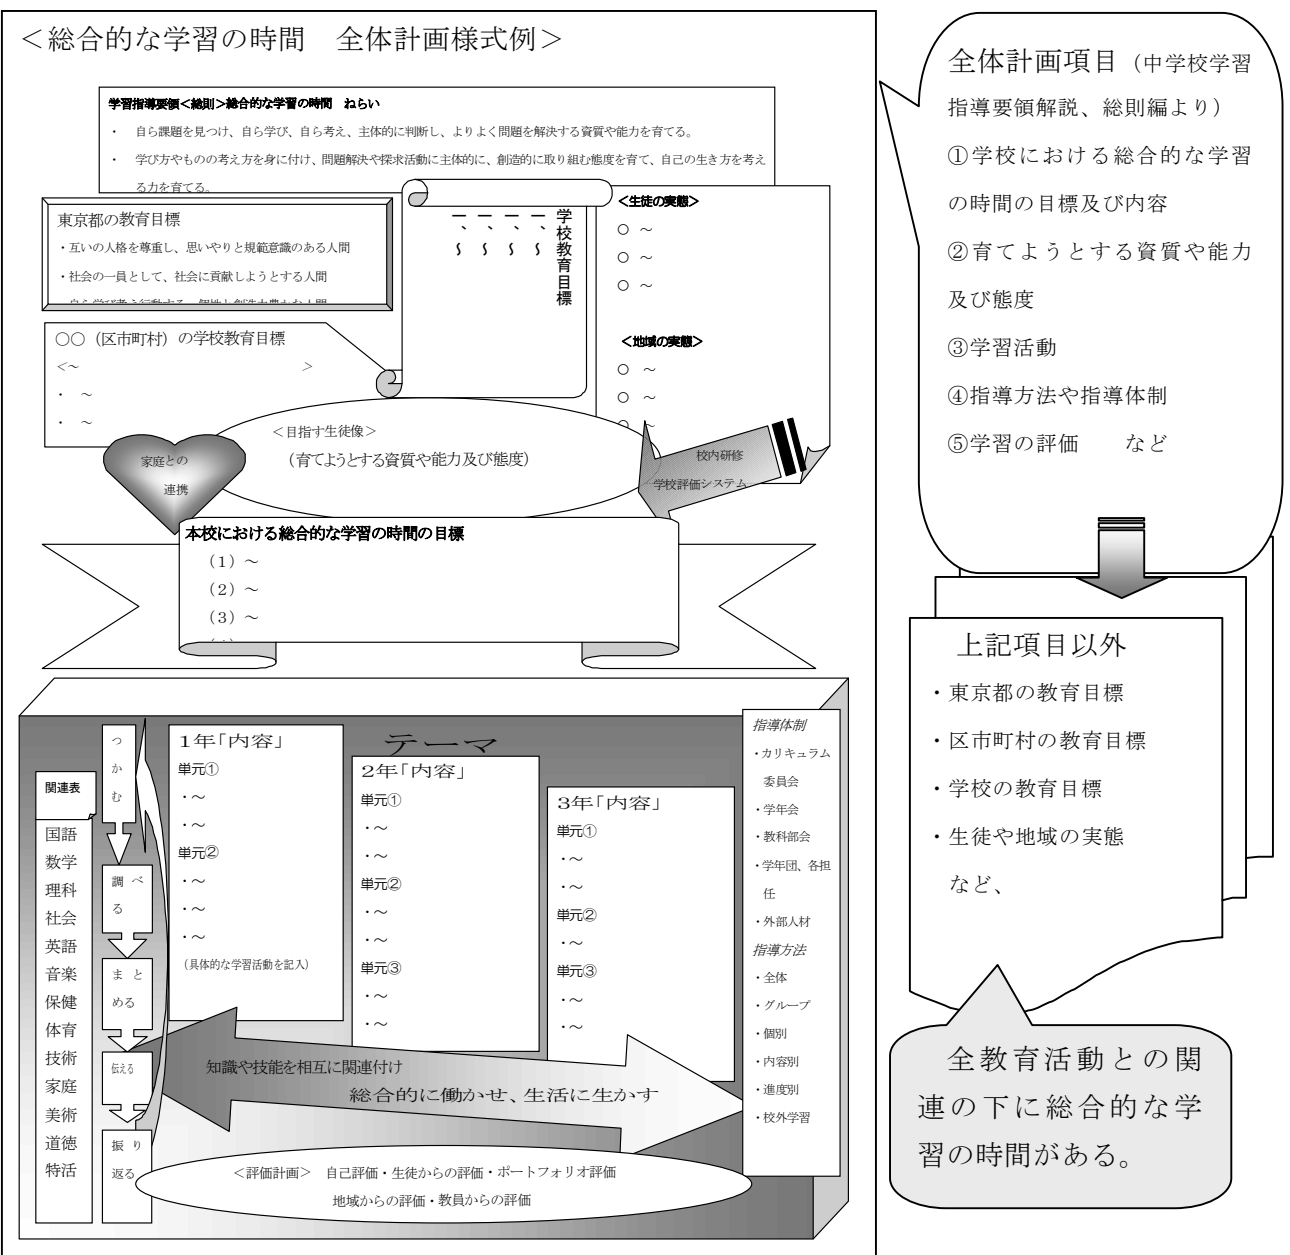 ＜総合的な学習の時間　全体計画様式例＞
学習指導要領＜総則＞総合的な学習の時間　ねらい
・　自ら課題を見つけ、自ら学び、自ら考え、主体的に判断し、よりよく問題を解決する資質や能力を育てる。
・　学び方やものの考え方を身に付け、問題解決や探求活動に主体的に、創造的に取り組む態度を育て、自己の生き方を考え
る力を育てる。
東京都の教育目標
・互いの人格を尊重し、思いやりと規範意識のある人間
・社会の一員として、社会に貢献しようとする人間
・自ら学び考え行動する、個性と創造力豊かな人間
○○（区市町村）の学校教育目標
＜～　　　　　　　　　　　＞
・　～
・　～
学校教育目標
一、～
一、～
一、～
一、～
＜生徒の実態＞
○　～
○　～
○　～
＜地域の実態＞
○　～
○　～
○　～
＜目指す生徒像＞
（育てようとする資質や能力及び態度）
家庭との
連携
校内研修
学校評価システム
本校における総合的な学習の時間の目標
（1）～
（2）～
（3）～
テーマ
関連表
国語
数学
理科
社会
英語
音楽
保健
体育
技術
家庭
美術
道徳
特活
つかむ
調べ
る
まと
める
伝える
振り
返る
1年「内容」
単元①
・～
・～
単元②
・～
・～
・～
（具体的な学習活動を記入）
2年「内容」
単元①
・～
・～
単元②
・～
・～
単元③
・～
・～
3年「内容」
単元①
・～
・～
単元②
・～
単元③
・～
・～
指導体制
・カリキュラム
委員会
・学年会
・教科部会
・学年団、各担
任
・外部人材
指導方法
・全体
・グループ
・個別
・内容別
・進度別
・校外学習
知識や技能を相互に関連付け
総合的に働かせ、生活に生かす
＜評価計画＞　自己評価・生徒からの評価・ポートフォリオ評価
地域からの評価・教員からの評価
全体計画項目（中学校学習
指導要領解説、総則編より）
①学校における総合的な学習
の時間の目標及び内容
②育てようとする資質や能力
及び態度
③学習活動
④指導方法や指導体制
⑤学習の評価　　など
上記項目以外
・東京都の教育目標
・区市町村の教育目標
・学校の教育目標
・生徒や地域の実態
など、
全教育活動との関
連の下に総合的な学
習の時間がある。